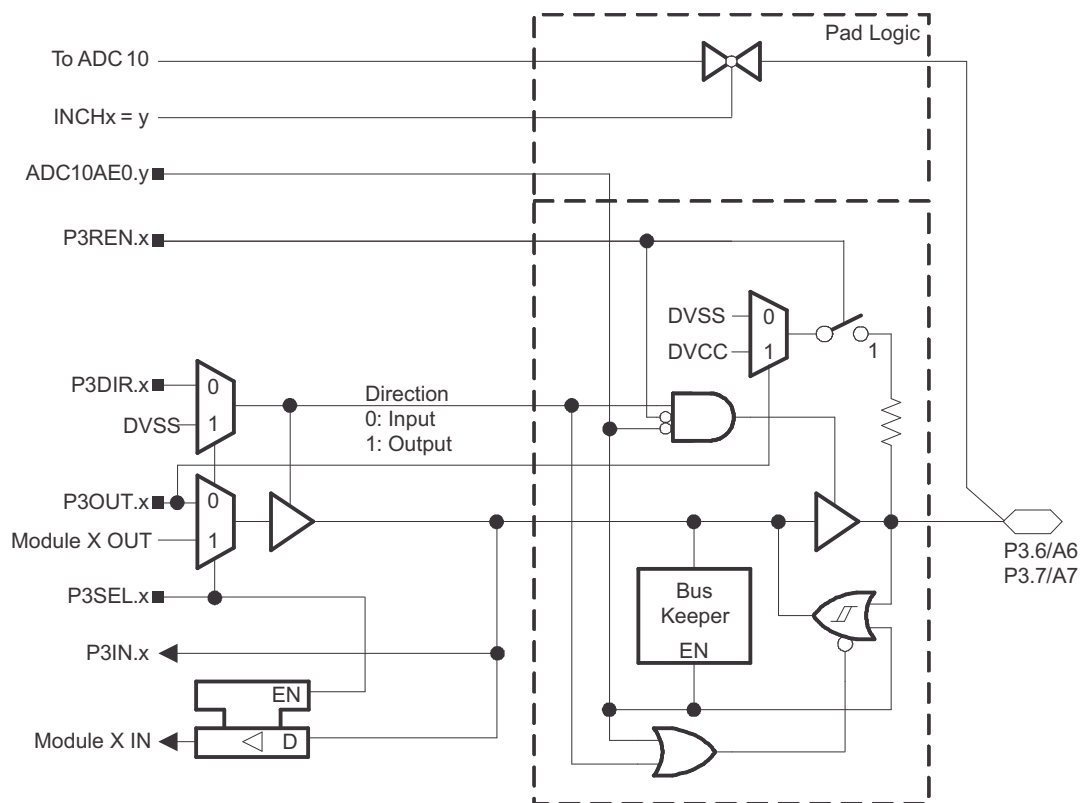 Pad Logic
To ADC 10
INCHx = y
ADC10AE0.y
P3REN.x
DVSS
0
DVCC
1
1
P3DIR.x
0
DVSS
1
Direction
0: Input
1: Output
P3OUT.x
0
Module X OUT
1
P3.6/A6
P3.7/A7
P3SEL.x
Bus
Keeper
EN
P3IN.x
EN
Module X IN
D